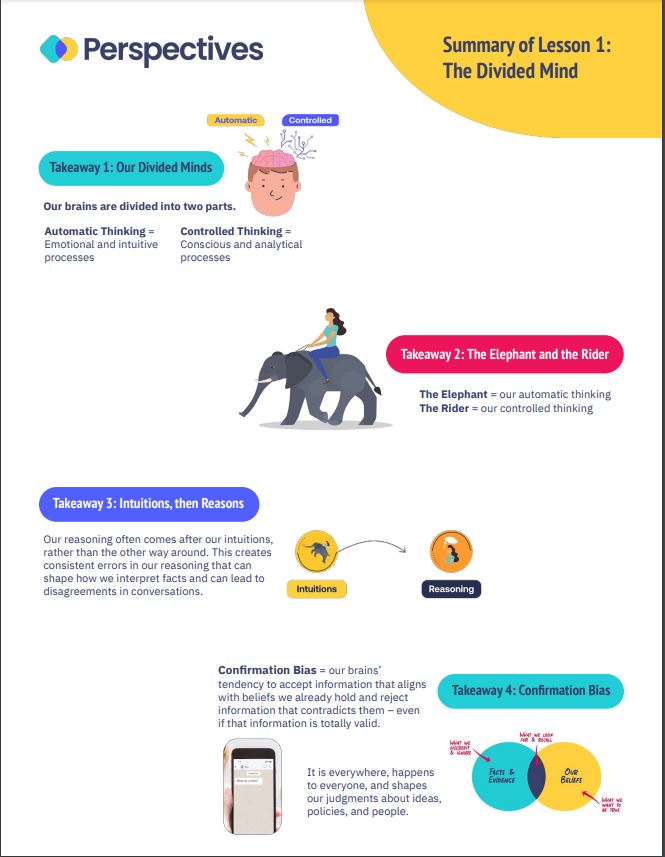 Perspectives
Summary of Lesson 1:
The Divided Mind
Automatic
Controlled
Takeaway 1: Our Divided Minds
Our brains are divided into two parts.
Automatic Thinking =
Emotional and intuitive
processes
Controlled Thinking =
Conscious and analytical
processes
Takeaway 2: The Elephant and the Rider
The Elephant = our automatic thinking
The Rider = our controlled thinking
Takeaway 3: Intuitions, then Reasons
Our reasoning often comes after our intuitions,
rather than the other way around. This creates
consistent errors in our reasoning that can
shape how we interpret facts and can lead to
disagreements in conversations.
Intuitions
Reasoning
Confirmation Bias = our brains’
tendency to accept information that aligns
with beliefs we already hold and reject
information that contradicts them – even
if that information is totally valid.
Takeaway 4: Confirmation Bias
It is everywhere, happens
to everyone, and shapes
our judgments about ideas,
policies, and people.
What we
discredit
& ignore
What we look
for & recall
Facts &
Evidence
Our
Beliefs
What we
want to
be true